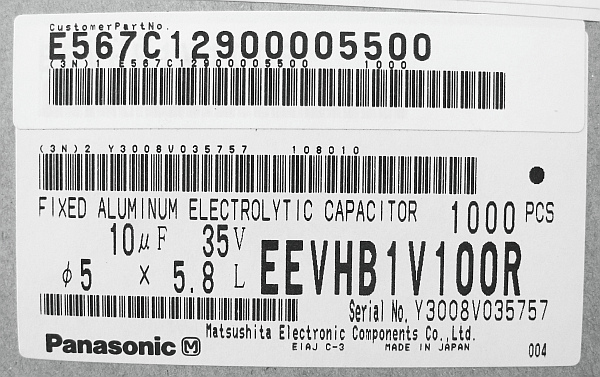 CustomerPartNo.
E567C12900005500
(3N)1 E567C12900005500 1000
(3N)2 Y3008V035757 108010
FIXED ALUMINUM ELECTROLYTIC CAPACITOR 1000 PCS
10μF 35V
φ5 × 5.8 L EEVHB1V100R
Serial No. Y3008V035757
Matsushita Electronic Components Co.,Ltd.
Panasonic M EIAJ C-3 MADE IN JAPAN 004